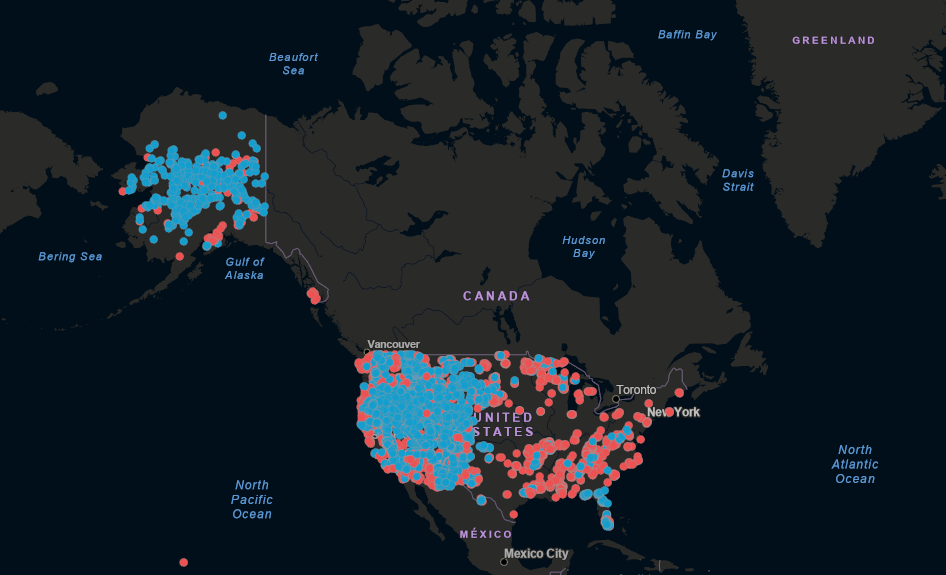 Baffin Bay
GREENLAND
Beaufort
Sea
Davis
Strait
Hudson
Bay
Bering Sea
Gulf of
Alaska
CANADA
Vancouver
Toronto
New York
UNITED
STATES
North
Atlantic
Ocean
North
Pacific
Ocean
MÉXICO
Mexico City